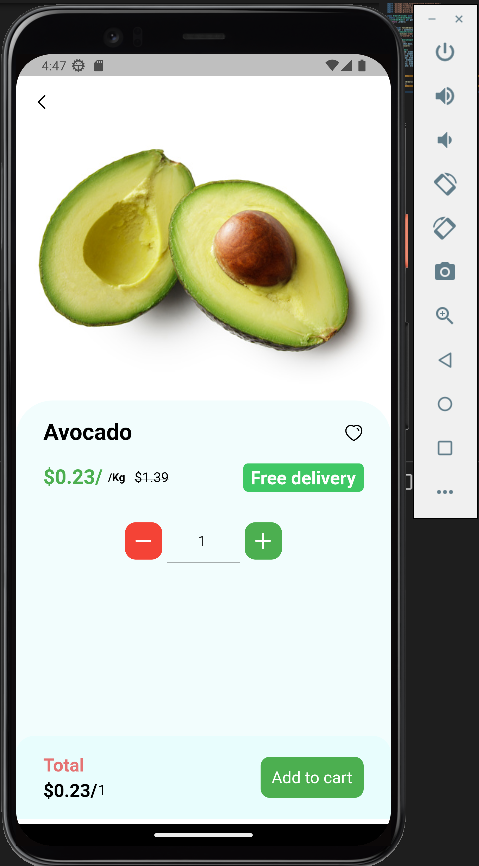 4:47
Avocado
$0.23/ /Kg $1.39 Free delivery
1
Total
$0.23/1
Add to cart